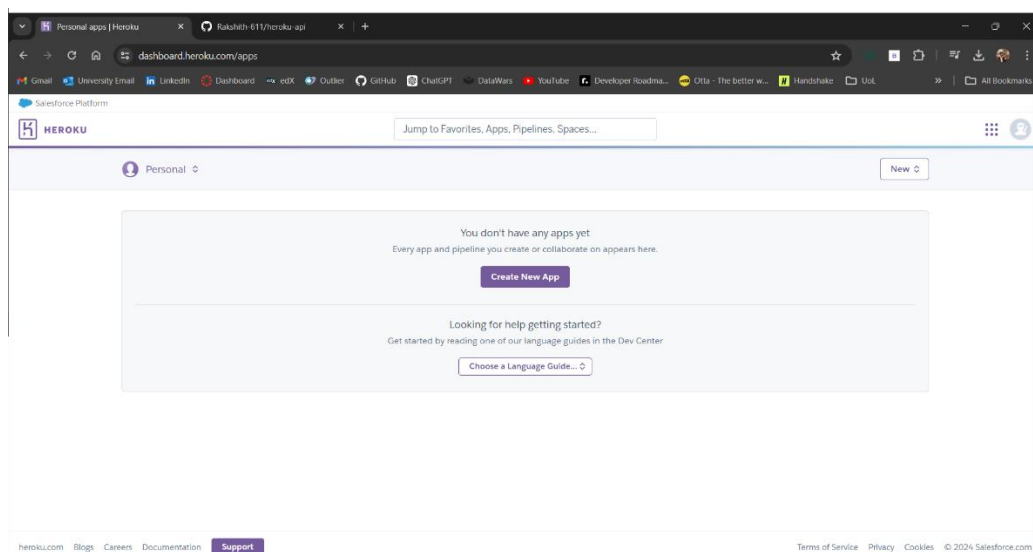 Personal apps | Heroku
Rakshith-611/heroku-api
dashboard.heroku.com/apps
Gmail University Email LinkedIn Dashboard edX Outlier GitHub ChatGPT DataWars YouTube Developer Roadma... Otta - The better w... Handshake UoL » All Bookmarks
Salesforce Platform
HEROKU
Jump to Favorites, Apps, Pipelines, Spaces...
Personal
New
You don't have any apps yet
Every app and pipeline you create or collaborate on appears here.
Create New App
Looking for help getting started?
Get started by reading one of our language guides in the Dev Center
Choose a Language Guide...
heroku.com Blogs Careers Documentation Support
Terms of Service Privacy Cookies © 2024 Salesforce.com